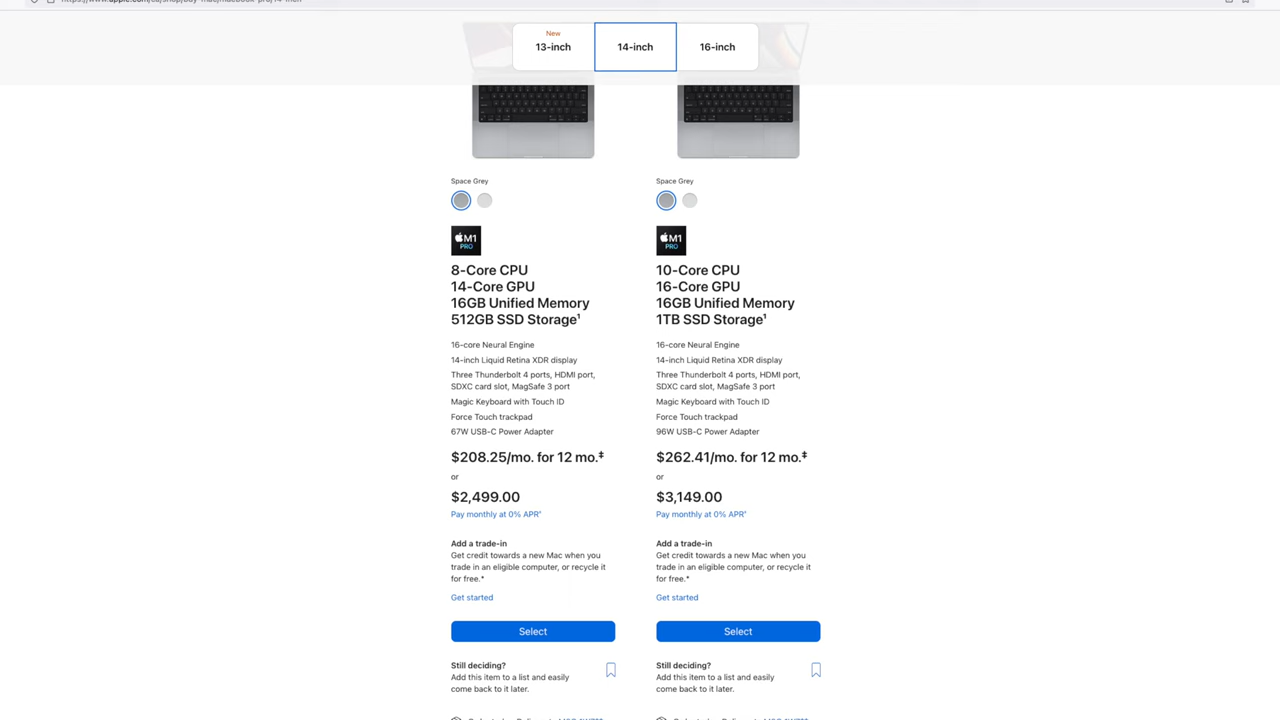 New
13-inch
14-inch
16-inch
Space Grey
M1
PRO
8-Core CPU
14-Core GPU
16GB Unified Memory
512GB SSD Storage¹
16-core Neural Engine
14-inch Liquid Retina XDR display
Three Thunderbolt 4 ports, HDMI port,
SDXC card slot, MagSafe 3 port
Magic Keyboard with Touch ID
Force Touch trackpad
67W USB-C Power Adapter
$208.25/mo. for 12 mo.‡
or
$2,499.00
Pay monthly at 0% APR°
Add a trade-in
Get credit towards a new Mac when you
trade in an eligible computer, or recycle it
for free.*
Get started
Select
Still deciding?
Add this item to a list and easily
come back to it later.
Space Grey
M1
PRO
10-Core CPU
16-Core GPU
16GB Unified Memory
1TB SSD Storage¹
16-core Neural Engine
14-inch Liquid Retina XDR display
Three Thunderbolt 4 ports, HDMI port,
SDXC card slot, MagSafe 3 port
Magic Keyboard with Touch ID
Force Touch trackpad
96W USB-C Power Adapter
$262.41/mo. for 12 mo.‡
or
$3,149.00
Pay monthly at 0% APR°
Add a trade-in
Get credit towards a new Mac when you
trade in an eligible computer, or recycle it
for free.*
Get started
Select
Still deciding?
Add this item to a list and easily
come back to it later.